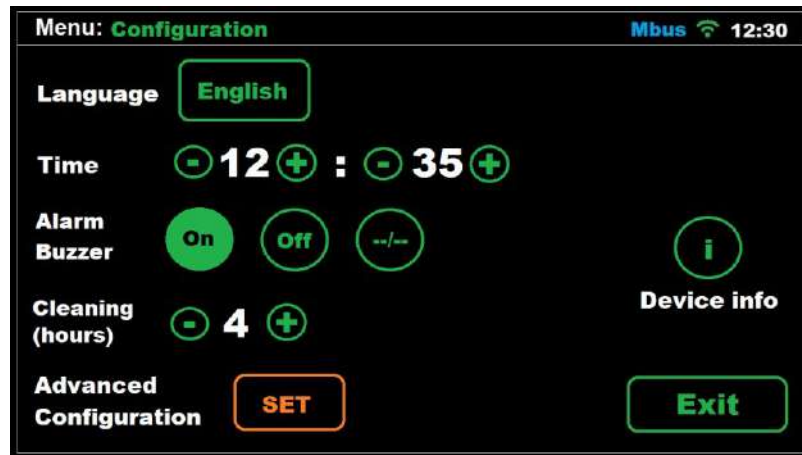 Menu: Configuration Mbus 12:30
Language English
Time - 12 + : - 35 +
Alarm
Buzzer
On Off --/--
i
Device info
Cleaning
(hours)
- 4 +
Advanced
Configuration
SET
Exit